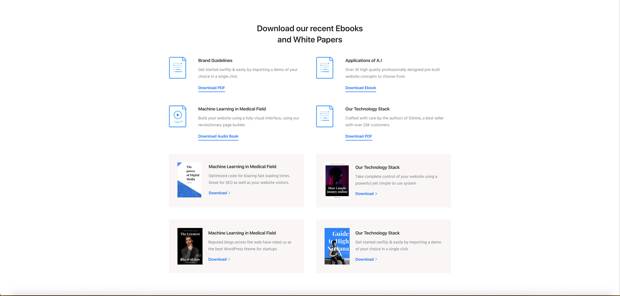 Download our recent Ebooks
and White Papers
Brand Guidelines
Get started swiftly & easily by importing a demo of your
choice in a single click.
Download PDF
Applications of A.I
Over 30 high quality professionally designed pre-built
website concepts to choose from.
Download Ebook
Machine Learning in Medical Field
Build your website using a fully visual interface, using our
revolutionary page builder.
Download Audio Book
Our Technology Stack
Crafted with care by the authors of
, a best seller
with over 20k customers.
Download PDF
Machine Learning in Medical Field
Optimized code for blazing fast loading times.
Great for SEO as well as your website visitors.
Download >
The
power
of Digital
Media
Our Technology Stack
Take complete control of your website using a
powerful yet simple to use system
Download >
Machine Learning in Medical Field
Reputed blogs across the web have rated us as
the best WordPress theme for startups
Download >
Our Technology Stack
Get started swiftly & easily by importing a demo
of your choice in a single click.
Download >
Guide